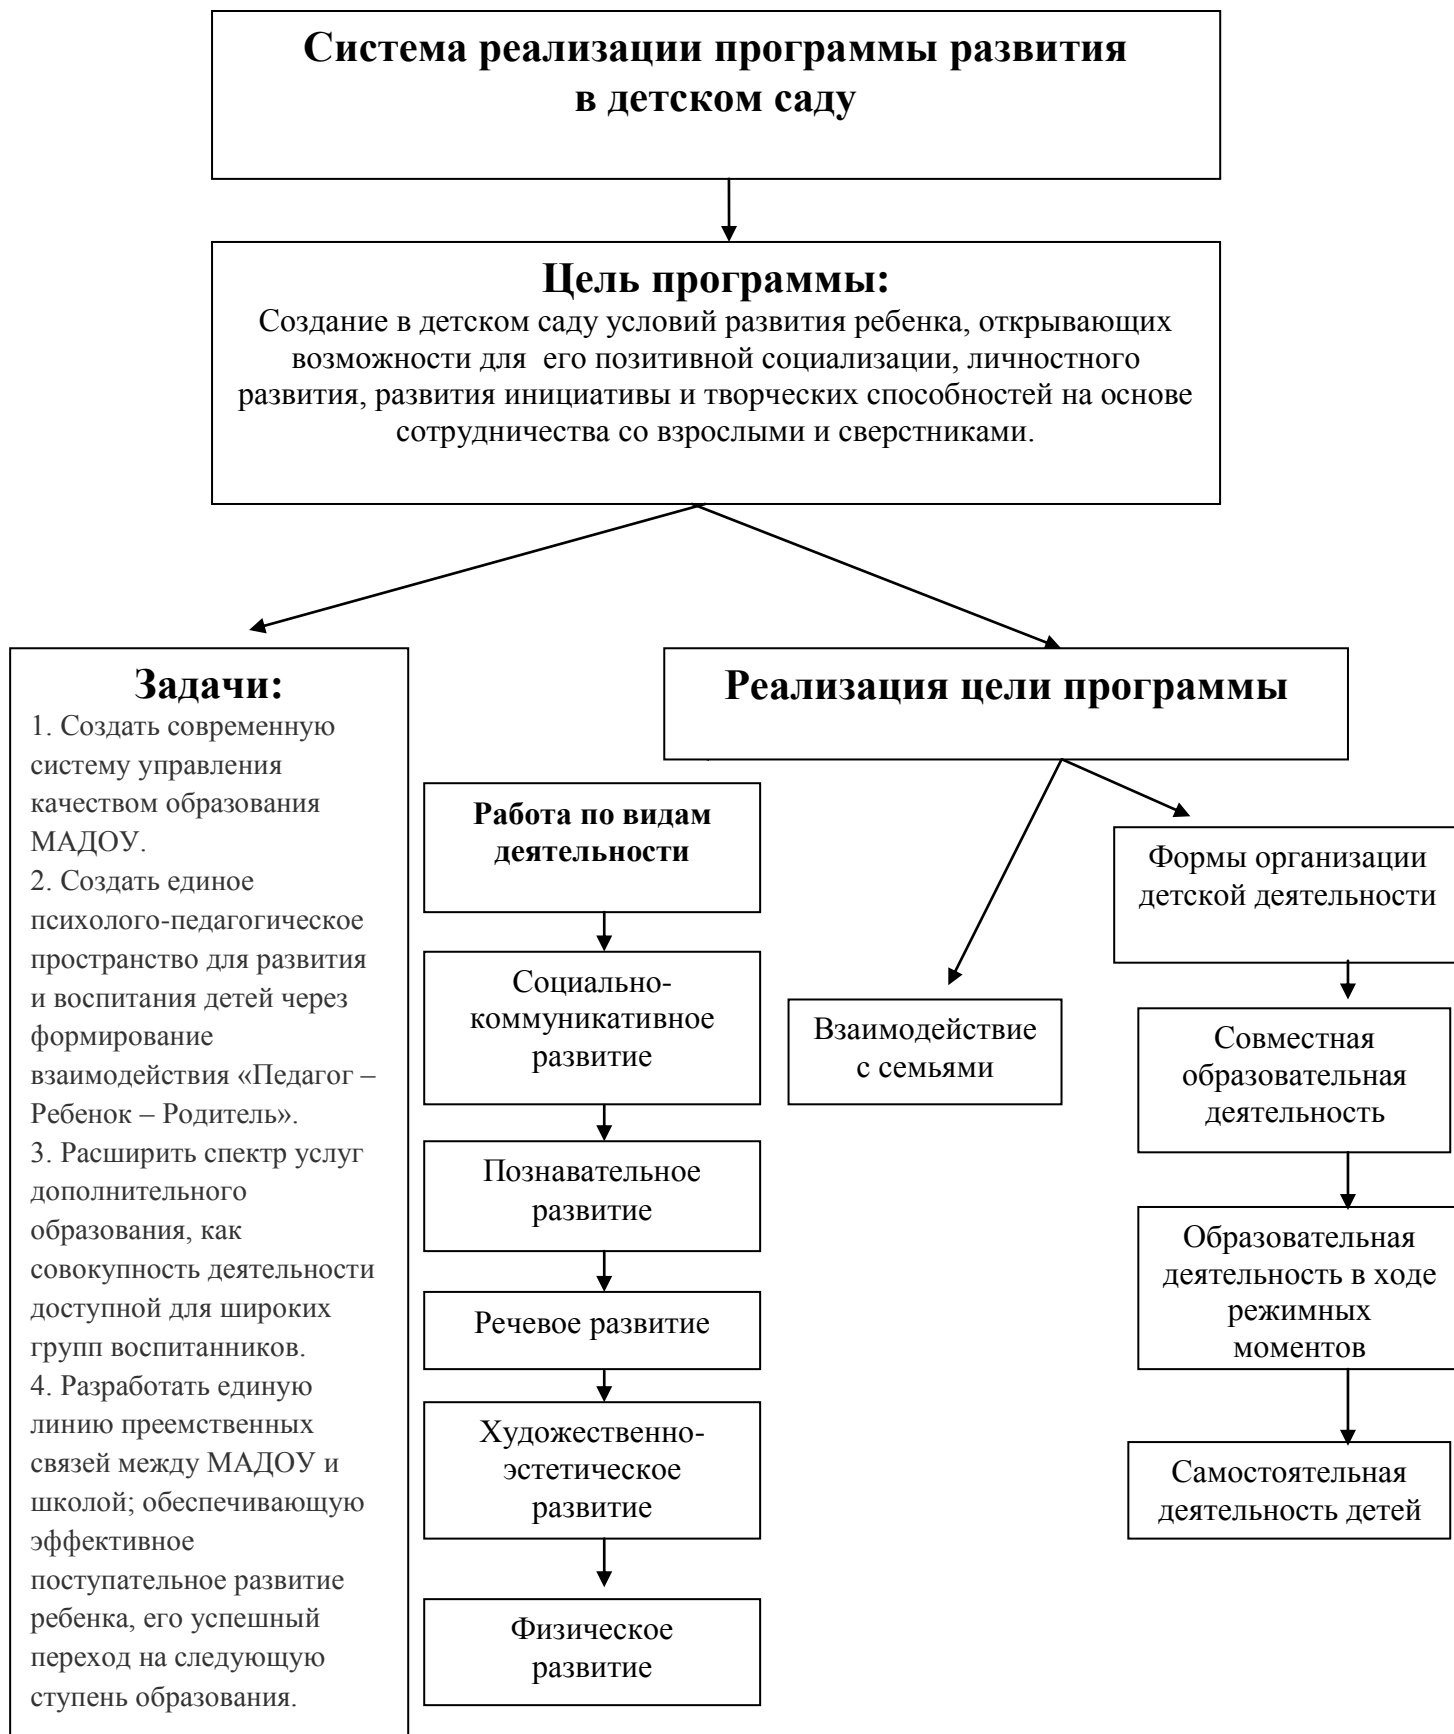 Система реализации программы развития
в детском саду
Цель программы:
Создание в детском саду условий развития ребенка, открывающих
возможности для его позитивной социализации, личностного
развития, развития инициативы и творческих способностей на основе
сотрудничества со взрослыми и сверстниками.
Задачи:
1. Создать современную
систему управления
качеством образования
МАДОУ.
2. Создать единое
психолого-педагогическое
пространство для развития
и воспитания детей через
формирование
взаимодействия «Педагог –
Ребенок – Родитель».
3. Расширить спектр услуг
дополнительного
образования, как
совокупность деятельности
доступной для широких
групп воспитанников.
4. Разработать единую
линию преемственных
связей между МАДОУ и
школой; обеспечивающую
эффективное
поступательное развитие
ребенка, его успешный
переход на следующую
ступень образования.
Реализация цели программы
Работа по видам
деятельности
Социально-
коммуникативное
развитие
Познавательное
развитие
Речевое развитие
Художественно-
эстетическое
развитие
Физическое
развитие
Взаимодействие
с семьями
Формы организации
детской деятельности
Совместная
образовательная
деятельность
Образовательная
деятельность в ходе
режимных
моментов
Самостоятельная
деятельность детей